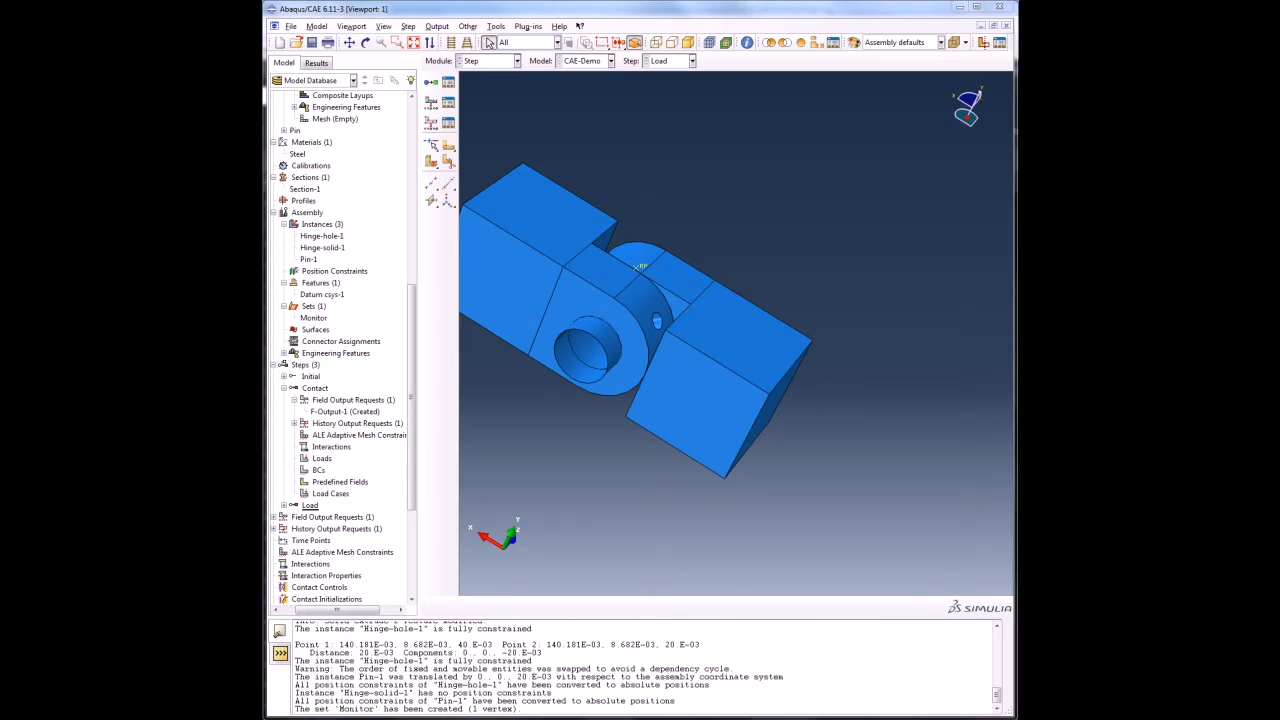 Abaqus/CAE 6.11-3 [Viewport: 1]
File Model Viewport View Step Output Other Tools Plug-ins Help
All Assembly defaults
Model Results Module: Step Model: CAE-Demo Step: Load
Model Database
Composite Layups
Engineering Features
Mesh (Empty)
Pin
Materials (1)
Steel
Calibrations
Sections (1)
Section-1
Profiles
Assembly
Instances (3)
Hinge-hole-1
Hinge-solid-1
Pin-1
Position Constraints
Features (1)
Datum csys-1
Sets (1)
Monitor
Surfaces
Connector Assignments
Engineering Features
Steps (3)
Initial
Contact
Field Output Requests (1)
F-Output-1 (Created)
History Output Requests (1)
ALE Adaptive Mesh Constrain
Interactions
Loads
BCs
Predefined Fields
Load Cases
Load
Field Output Requests (1)
History Output Requests (1)
Time Points
ALE Adaptive Mesh Constraints
Interactions
Interaction Properties
Contact Controls
Contact Initializations
RP
Y
X
Z
SIMULIA
The instance "Hinge-hole-1" is fully constrained
Point 1: 140.181E-03, 8.682E-03, 40.E-03 Point 2: 140.181E-03, 8.682E-03, 20.E-03
Distance: 20.E-03 Components: 0., 0., -20.E-03
The instance "Hinge-hole-1" is fully constrained
Warning: The order of fixed and movable entities was swapped to avoid a dependency cycle.
The instance Pin-1 was translated by 0., 0., 20.E-03 with respect to the assembly coordinate system
All position constraints of "Hinge-hole-1" have been converted to absolute positions
Instance "Hinge-solid-1" has no position constraints
All position constraints of "Pin-1" have been converted to absolute positions
The set 'Monitor' has been created (1 vertex).